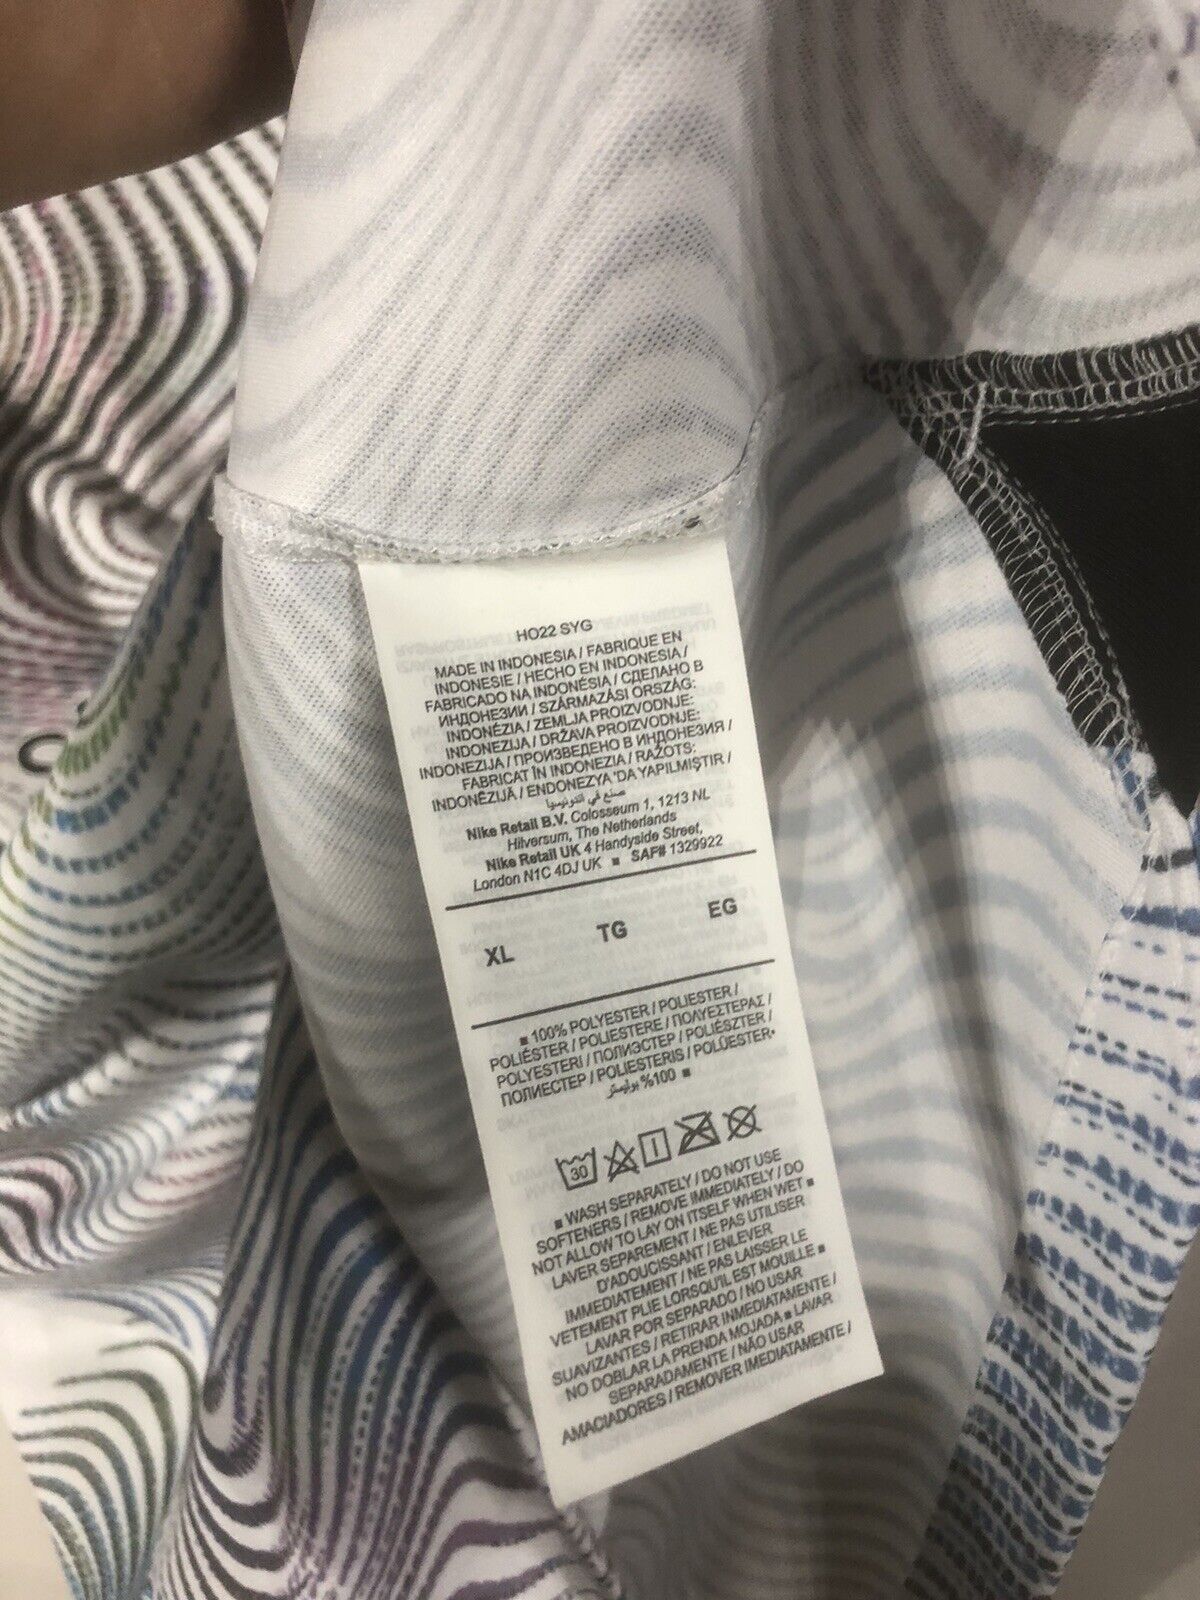 HO22 SYG
MADE IN INDONESIA / FABRIQUE EN
INDONESIE / HECHO EN INDONESIA /
FABRICADO NA INDONÉSIA / СДЕЛАНО В
ИНДОНЕЗИИ / SZÁRMAZÁSI ORSZÁG:
INDONÉZIA / ZEMLJA PROIZVODNJE:
INDONEZIJA / DRŽAVA PROIZVODNJE:
INDONEZIJA / ПРОИЗВЕДЕНО В ИНДОНЕЗИЯ /
FABRICAT ÎN INDONEZIA / RAŽOTS:
INDONĒZIJĀ / ENDONEZYA 'DA YAPILMIŞTIR /
صنع في اندونيسيا
Nike Retail B.V. Colosseum 1, 1213 NL
Hilversum, The Netherlands
Nike Retail UK 4 Handyside Street,
London N1C 4DJ UK ■ SAF# 1329922
XL TG EG
■ 100% POLYESTER / POLIESTER /
POLIÉSTER / POLIESTERE / ΠΟΛΥΕΣΤΕΡΑΣ /
POLYESTERI / ПОЛИЭСТЕР / POLIÉSZTER /
ПОЛИЕСТЕР / POLIESTERIS / POLÜESTER•
%100 بوليستر ■
30
■ WASH SEPARATELY / DO NOT USE
SOFTENERS / REMOVE IMMEDIATELY / DO
NOT ALLOW TO LAY ON ITSELF WHEN WET ■
LAVER SEPAREMENT / NE PAS UTILISER
D'ADOUCISSANT / ENLEVER
IMMEDIATEMENT / NE PAS LAISSER LE
VETEMENT PLIE LORSQU'IL EST MOUILLE ■
LAVAR POR SEPARADO / NO USAR
SUAVIZANTES / RETIRAR INMEDIATAMENTE /
NO DOBLAR LA PRENDA MOJADA ■ LAVAR
SEPARADAMENTE / NÃO USAR
AMACIADORES / REMOVER IMEDIATAMENTE /